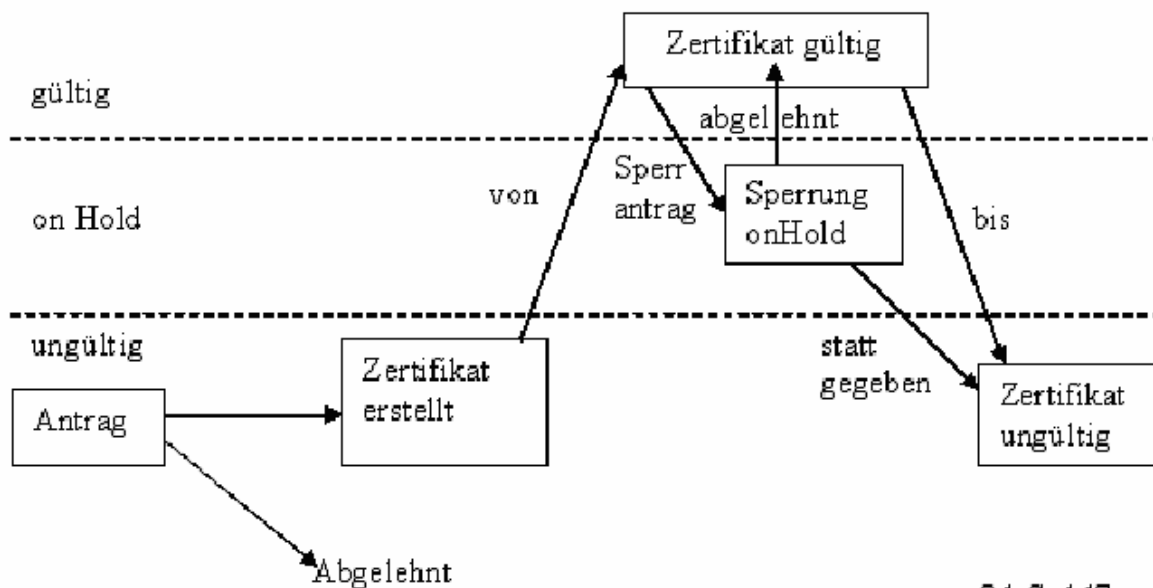 Zertifikat gültig
gültig
abgelehnt
von
Sperr
antrag
Sperrung
onHold
on Hold
bis
ungültig
Zertifikat
erstellt
statt
gegeben
Antrag
Zertifikat
ungültig
Abgelehnt